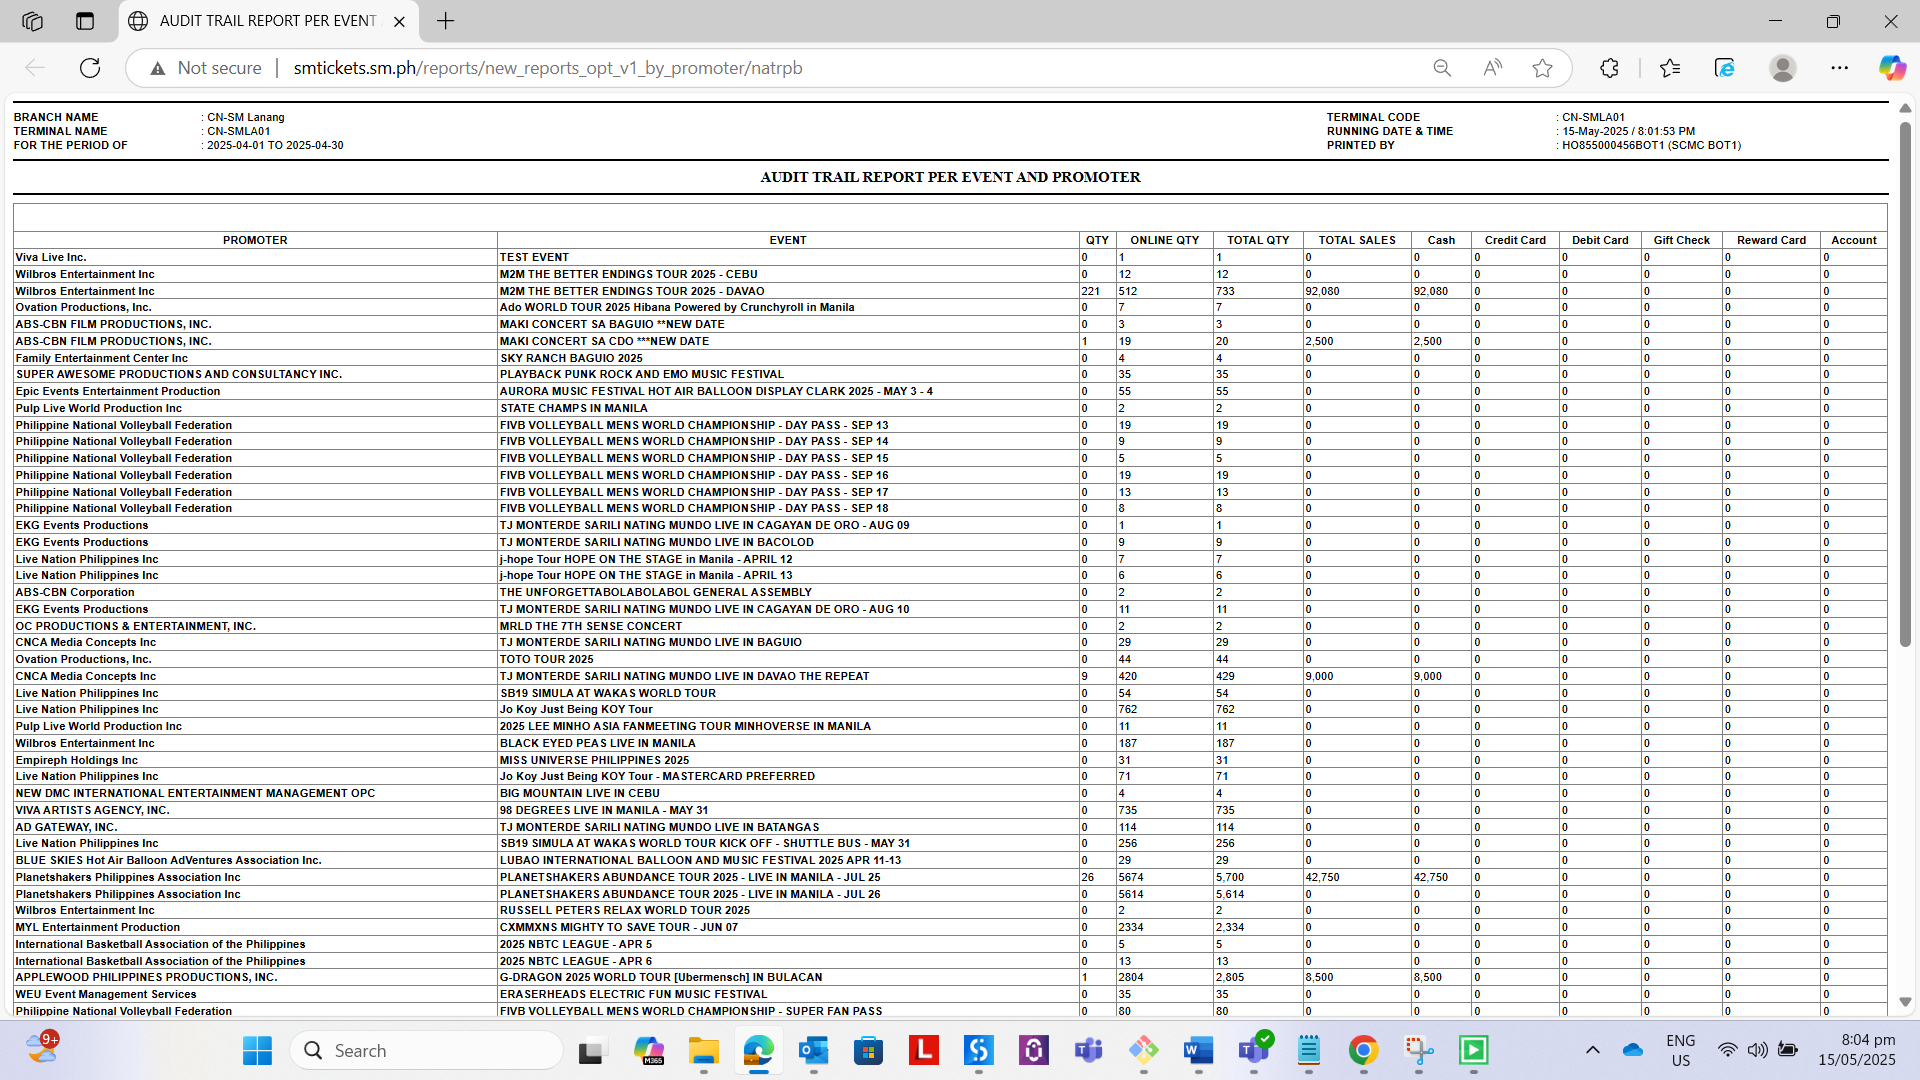 AUDIT TRAIL REPORT PER EVENT
Not secure smtickets.sm.ph/reports/new_reports_opt_v1_by_promoter/natrpb
BRANCH NAME : CN-SM Lanang TERMINAL CODE : CN-SMLA01
TERMINAL NAME : CN-SMLA01 RUNNING DATE & TIME : 15-May-2025 / 8:01:53 PM
FOR THE PERIOD OF : 2025-04-01 TO 2025-04-30 PRINTED BY : HO855000456BOT1 (SCMC BOT1)
AUDIT TRAIL REPORT PER EVENT AND PROMOTER
PROMOTER EVENT QTY ONLINE QTY TOTAL QTY TOTAL SALES Cash Credit Card Debit Card Gift Check Reward Card Account
Viva Live Inc. TEST EVENT 0 1 1 0 0 0 0 0 0 0
Wilbros Entertainment Inc M2M THE BETTER ENDINGS TOUR 2025 - CEBU 0 12 12 0 0 0 0 0 0 0
Wilbros Entertainment Inc M2M THE BETTER ENDINGS TOUR 2025 - DAVAO 221 512 733 92,080 92,080 0 0 0 0 0
Ovation Productions, Inc. Ado WORLD TOUR 2025 Hibana Powered by Crunchyroll in Manila 0 7 7 0 0 0 0 0 0 0
ABS-CBN FILM PRODUCTIONS, INC. MAKI CONCERT SA BAGUIO **NEW DATE 0 3 3 0 0 0 0 0 0 0
ABS-CBN FILM PRODUCTIONS, INC. MAKI CONCERT SA CDO ***NEW DATE 1 19 20 2,500 2,500 0 0 0 0 0
Family Entertainment Center Inc SKY RANCH BAGUIO 2025 0 4 4 0 0 0 0 0 0 0
SUPER AWESOME PRODUCTIONS AND CONSULTANCY INC. PLAYBACK PUNK ROCK AND EMO MUSIC FESTIVAL 0 35 35 0 0 0 0 0 0 0
Epic Events Entertainment Production AURORA MUSIC FESTIVAL HOT AIR BALLOON DISPLAY CLARK 2025 - MAY 3 - 4 0 55 55 0 0 0 0 0 0 0
Pulp Live World Production Inc STATE CHAMPS IN MANILA 0 2 2 0 0 0 0 0 0 0
Philippine National Volleyball Federation FIVB VOLLEYBALL MENS WORLD CHAMPIONSHIP - DAY PASS - SEP 13 0 19 19 0 0 0 0 0 0 0
Philippine National Volleyball Federation FIVB VOLLEYBALL MENS WORLD CHAMPIONSHIP - DAY PASS - SEP 14 0 9 9 0 0 0 0 0 0 0
Philippine National Volleyball Federation FIVB VOLLEYBALL MENS WORLD CHAMPIONSHIP - DAY PASS - SEP 15 0 5 5 0 0 0 0 0 0 0
Philippine National Volleyball Federation FIVB VOLLEYBALL MENS WORLD CHAMPIONSHIP - DAY PASS - SEP 16 0 19 19 0 0 0 0 0 0 0
Philippine National Volleyball Federation FIVB VOLLEYBALL MENS WORLD CHAMPIONSHIP - DAY PASS - SEP 17 0 13 13 0 0 0 0 0 0 0
Philippine National Volleyball Federation FIVB VOLLEYBALL MENS WORLD CHAMPIONSHIP - DAY PASS - SEP 18 0 8 8 0 0 0 0 0 0 0
EKG Events Productions TJ MONTERDE SARILI NATING MUNDO LIVE IN CAGAYAN DE ORO - AUG 09 0 1 1 0 0 0 0 0 0 0
EKG Events Productions TJ MONTERDE SARILI NATING MUNDO LIVE IN BACOLOD 0 9 9 0 0 0 0 0 0 0
Live Nation Philippines Inc j-hope Tour HOPE ON THE STAGE in Manila - APRIL 12 0 7 7 0 0 0 0 0 0 0
Live Nation Philippines Inc j-hope Tour HOPE ON THE STAGE in Manila - APRIL 13 0 6 6 0 0 0 0 0 0 0
ABS-CBN Corporation THE UNFORGETTABOLABOLABOL GENERAL ASSEMBLY 0 2 2 0 0 0 0 0 0 0
EKG Events Productions TJ MONTERDE SARILI NATING MUNDO LIVE IN CAGAYAN DE ORO - AUG 10 0 11 11 0 0 0 0 0 0 0
OC PRODUCTIONS & ENTERTAINMENT, INC. MRLD THE 7TH SENSE CONCERT 0 2 2 0 0 0 0 0 0 0
CNCA Media Concepts Inc TJ MONTERDE SARILI NATING MUNDO LIVE IN BAGUIO 0 29 29 0 0 0 0 0 0 0
Ovation Productions, Inc. TOTO TOUR 2025 0 44 44 0 0 0 0 0 0 0
CNCA Media Concepts Inc TJ MONTERDE SARILI NATING MUNDO LIVE IN DAVAO THE REPEAT 9 420 429 9,000 9,000 0 0 0 0 0
Live Nation Philippines Inc SB19 SIMULA AT WAKAS WORLD TOUR 0 54 54 0 0 0 0 0 0 0
Live Nation Philippines Inc Jo Koy Just Being KOY Tour 0 762 762 0 0 0 0 0 0 0
Pulp Live World Production Inc 2025 LEE MINHO ASIA FANMEETING TOUR MINHOVERSE IN MANILA 0 11 11 0 0 0 0 0 0 0
Wilbros Entertainment Inc BLACK EYED PEAS LIVE IN MANILA 0 187 187 0 0 0 0 0 0 0
Empireph Holdings Inc MISS UNIVERSE PHILIPPINES 2025 0 31 31 0 0 0 0 0 0 0
Live Nation Philippines Inc Jo Koy Just Being KOY Tour - MASTERCARD PREFERRED 0 71 71 0 0 0 0 0 0 0
NEW DMC INTERNATIONAL ENTERTAINMENT MANAGEMENT OPC BIG MOUNTAIN LIVE IN CEBU 0 4 4 0 0 0 0 0 0 0
VIVA ARTISTS AGENCY, INC. 98 DEGREES LIVE IN MANILA - MAY 31 0 735 735 0 0 0 0 0 0 0
AD GATEWAY, INC. TJ MONTERDE SARILI NATING MUNDO LIVE IN BATANGAS 0 114 114 0 0 0 0 0 0 0
Live Nation Philippines Inc SB19 SIMULA AT WAKAS WORLD TOUR KICK OFF - SHUTTLE BUS - MAY 31 0 256 256 0 0 0 0 0 0 0
BLUE SKIES Hot Air Balloon AdVentures Association Inc. LUBAO INTERNATIONAL BALLOON AND MUSIC FESTIVAL 2025 APR 11-13 0 29 29 0 0 0 0 0 0 0
Planetshakers Philippines Association Inc PLANETSHAKERS ABUNDANCE TOUR 2025 - LIVE IN MANILA - JUL 25 26 5674 5,700 42,750 42,750 0 0 0 0 0
Planetshakers Philippines Association Inc PLANETSHAKERS ABUNDANCE TOUR 2025 - LIVE IN MANILA - JUL 26 0 5614 5,614 0 0 0 0 0 0 0
Wilbros Entertainment Inc RUSSELL PETERS RELAX WORLD TOUR 2025 0 2 2 0 0 0 0 0 0 0
MYL Entertainment Production CXMMXNS MIGHTY TO SAVE TOUR - JUN 07 0 2334 2,334 0 0 0 0 0 0 0
International Basketball Association of the Philippines 2025 NBTC LEAGUE - APR 5 0 5 5 0 0 0 0 0 0 0
International Basketball Association of the Philippines 2025 NBTC LEAGUE - APR 6 0 13 13 0 0 0 0 0 0 0
APPLEWOOD PHILIPPINES PRODUCTIONS, INC. G-DRAGON 2025 WORLD TOUR [Ubermensch] IN BULACAN 1 2804 2,805 8,500 8,500 0 0 0 0 0
WEU Event Management Services ERASERHEADS ELECTRIC FUN MUSIC FESTIVAL 0 35 35 0 0 0 0 0 0 0
Philippine National Volleyball Federation FIVB VOLLEYBALL MENS WORLD CHAMPIONSHIP - SUPER FAN PASS 0 80 80 0 0 0 0 0 0 0
9+ Search M365 ENG 8:04 pm
US 15/05/2025